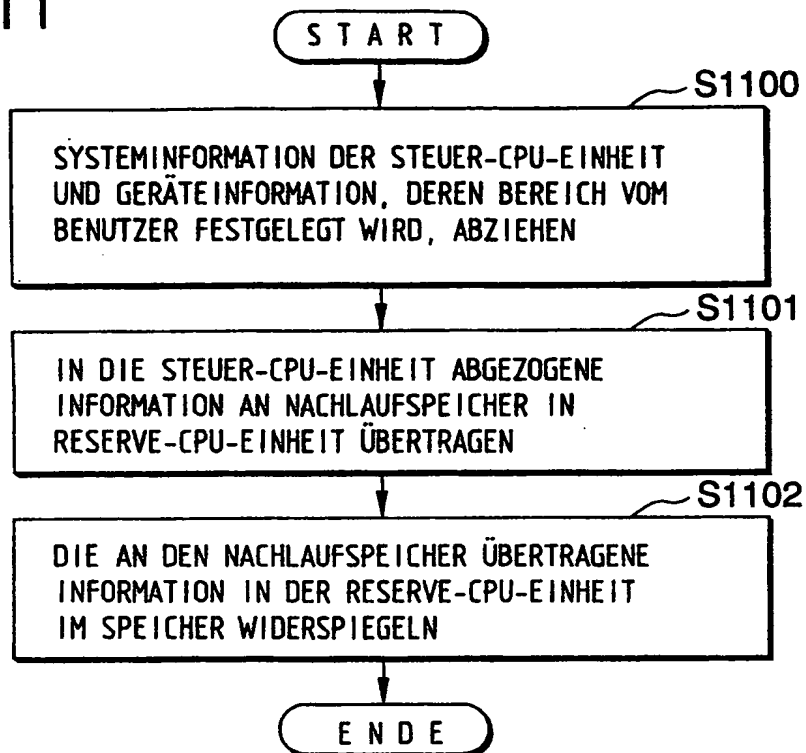 START
S1100
SYSTEMINFORMATION DER STEUER-CPU-EINHEIT
UND GERÄTEINFORMATION, DEREN BEREICH VOM
BENUTZER FESTGELEGT WIRD, ABZIEHEN
S1101
IN DIE STEUER-CPU-EINHEIT ABGEZOGENE
INFORMATION AN NACHLAUFSPEICHER IN
RESERVE-CPU-EINHEIT ÜBERTRAGEN
S1102
DIE AN DEN NACHLAUFSPEICHER ÜBERTRAGENE
INFORMATION IN DER RESERVE-CPU-EINHEIT
IM SPEICHER WIDERSPIEGELN
ENDE